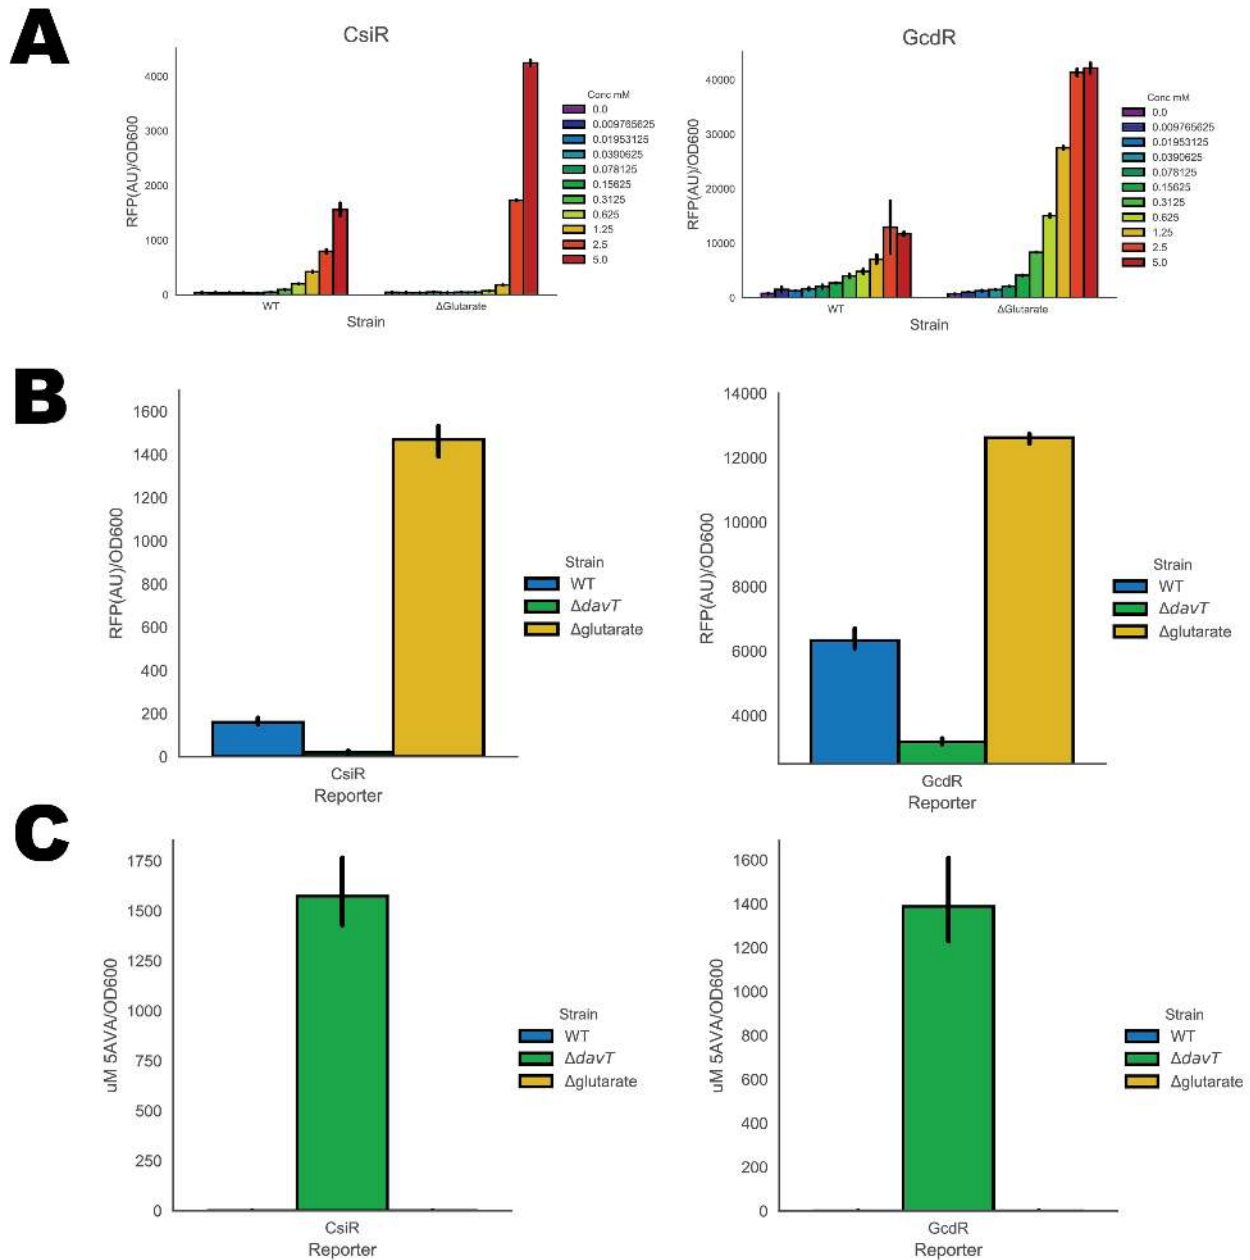 A
CsiR
RFP(AU)/OD600
4000
3000
2000
1000
0
WT
ΔGlutarate
Strain
Conc mM
0.0
0.009765625
0.01953125
0.0390625
0.078125
0.15625
0.3125
0.625
1.25
2.5
5.0
GcdR
RFP(AU)/OD600
40000
30000
20000
10000
0
WT
ΔGlutarate
Strain
Conc mM
0.0
0.009765625
0.01953125
0.0390625
0.078125
0.15625
0.3125
0.625
1.25
2.5
5.0
B
RFP(AU)/OD600
1600
1400
1200
1000
800
600
400
200
0
CsiR
Reporter
Strain
WT
ΔdavT
Δglutarate
RFP(AU)/OD600
14000
12000
10000
8000
6000
4000
GcdR
Reporter
Strain
WT
ΔdavT
Δglutarate
C
uM 5AVA/OD600
1750
1500
1250
1000
750
500
250
0
CsiR
Reporter
Strain
WT
ΔdavT
Δglutarate
uM 5AVA/OD600
1600
1400
1200
1000
800
600
400
200
0
GcdR
Reporter
Strain
WT
ΔdavT
Δglutarate